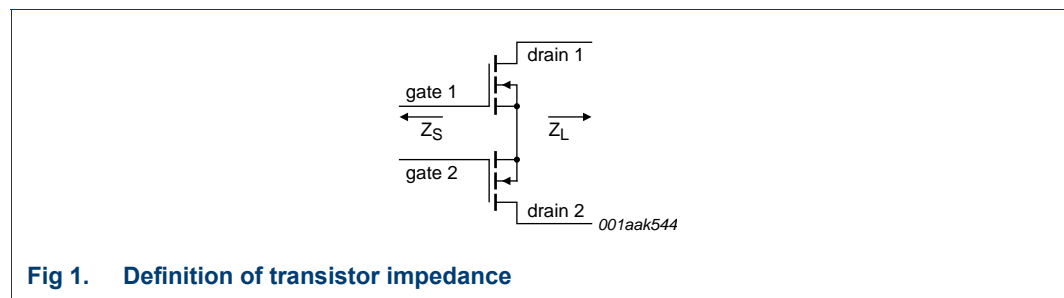 drain 1
gate 1
Z_S
Z_L
gate 2
drain 2
001aak544
Fig 1. Definition of transistor impedance